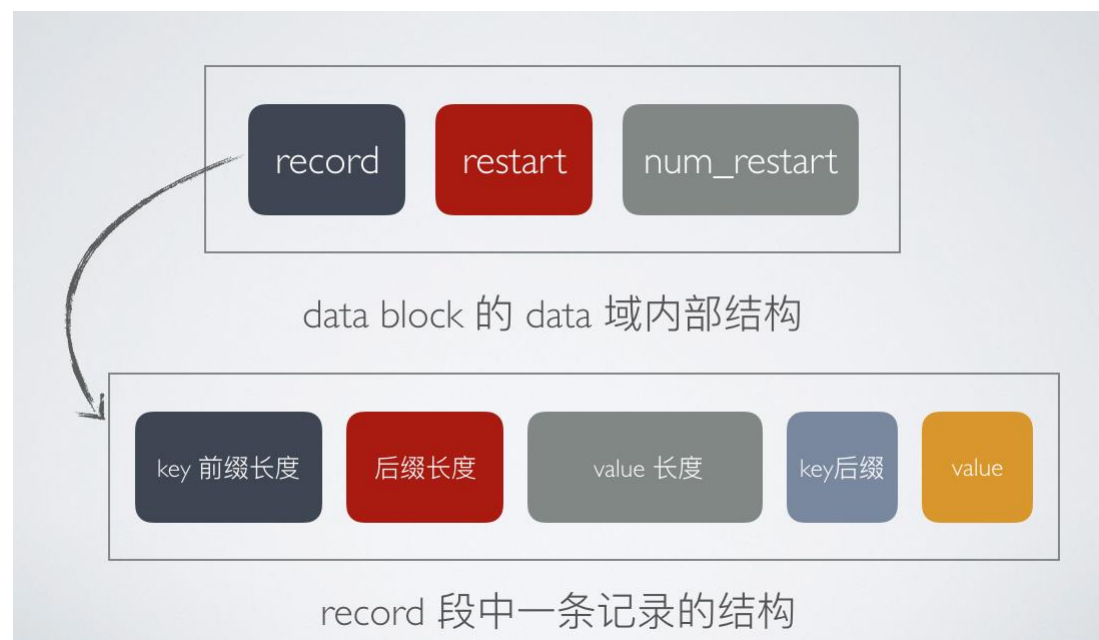 record restart num_restart
data block 的 data 域内部结构
key 前缀长度 后缀长度 value 长度 key后缀 value
record 段中一条记录的结构